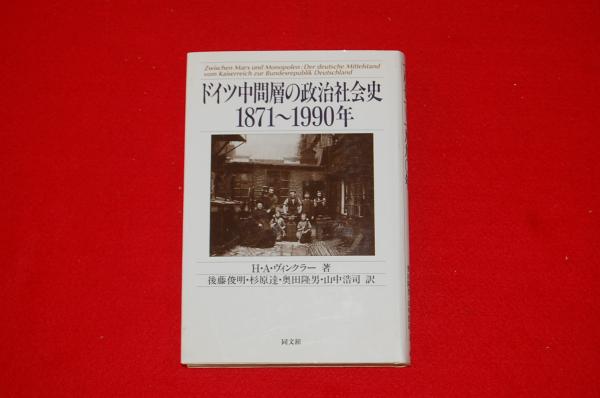 Zwischen Marx und Monopolen : Der deutsche Mittelstand
vom Kaiserreich zur Bundesrepublik Deutschland
ドイツ中間層の政治社会史
1871〜1990年
H・A・ヴィンクラー 著
後藤俊明・杉原達・奥田隆男・山中浩司 訳
同文舘